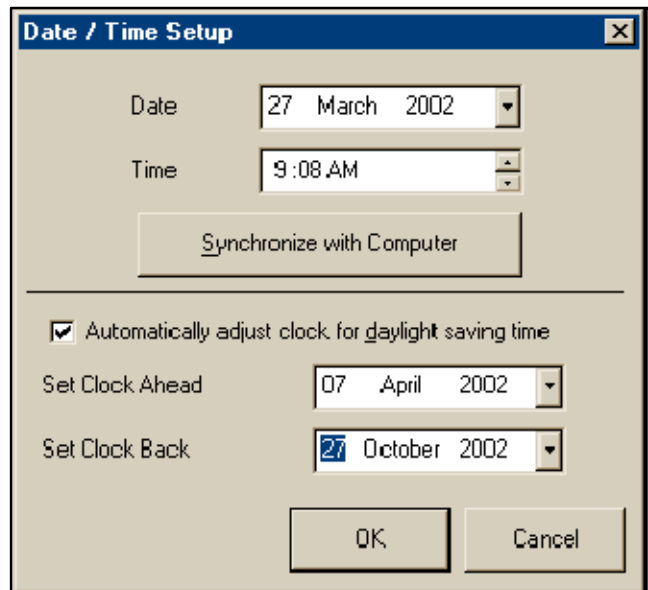 Date / Time Setup
Date 27 March 2002
Time 9:08 AM
Synchronize with Computer
Automatically adjust clock for daylight saving time
Set Clock Ahead 07 April 2002
Set Clock Back 27 October 2002
OK Cancel